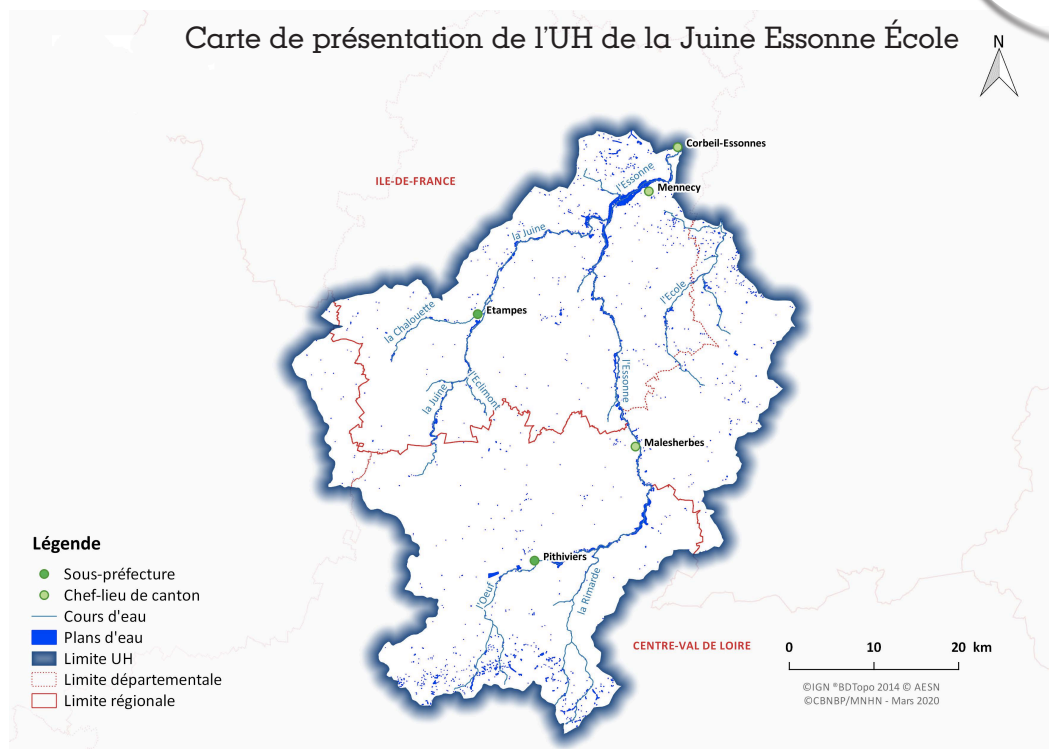 Carte de présentation de l'UH de la Juine Essonne École
N
Corbeil-Essonnes
l'Essonne
ILE-DE-FRANCE
Mennecy
la Juine
l'Ecole
la Chalouette
Etampes
l'Essonne
la Juine
l'Eclimont
Malesherbes
Pithiviers
l'Oeuf
la Rimarde
CENTRE-VAL DE LOIRE
Légende
Sous-préfecture
Chef-lieu de canton
Cours d'eau
Plans d'eau
Limite UH
Limite départementale
Limite régionale
0 10 20 km
©IGN ®BDTopo 2014 © AESN
©CBNBP/MNHN - Mars 2020